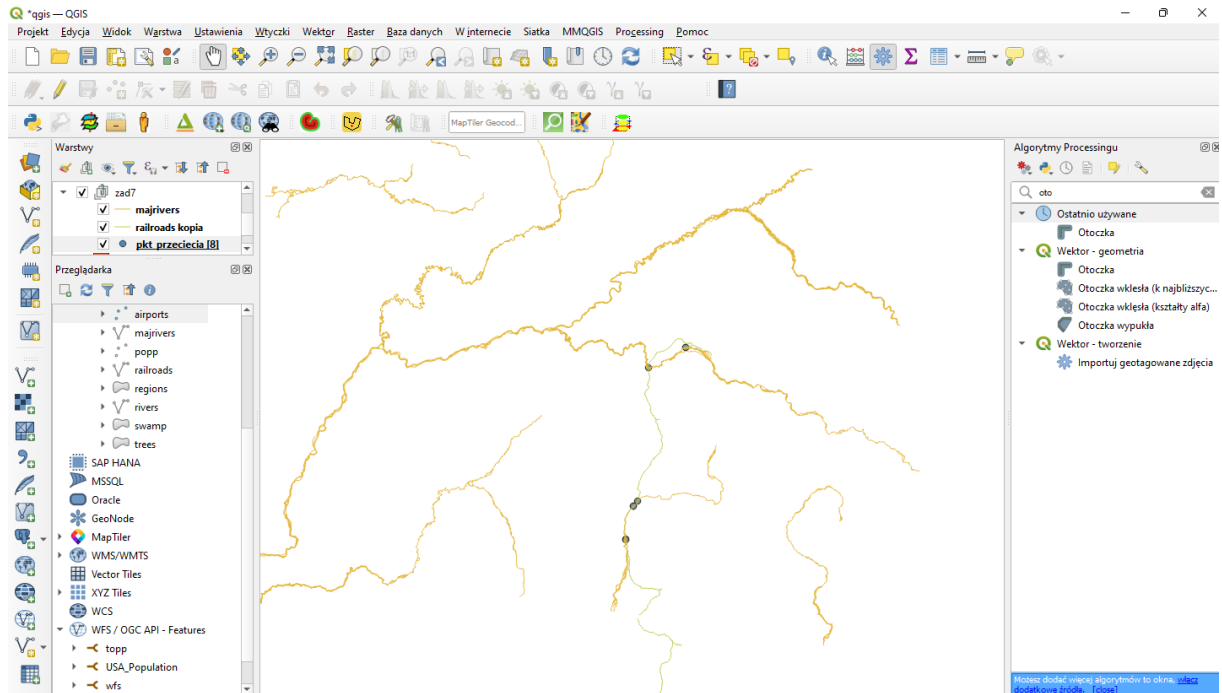 *qgis — QGIS
Projekt Edycja Widok Warstwa Ustawienia Wtyczki Wektor Raster Baza danych W internecie Siatka MMQGIS Processing Pomoc
MapTiler Geocod...
Warstwy
zad7
majrivers
railroads kopia
pkt_przeciecia [8]
Przeglądarka
airports
majrivers
popp
railroads
regions
rivers
swamp
trees
SAP HANA
MSSQL
Oracle
GeoNode
MapTiler
WMS/WMTS
Vector Tiles
XYZ Tiles
WCS
WFS / OGC API - Features
topp
USA_Population
wfs
Algorytmy Processingu
oto
Ostatnio używane
Otoczka
Wektor - geometria
Otoczka
Otoczka wklęsła (k najbliższyc...
Otoczka wklęsła (kształty alfa)
Otoczka wypukła
Wektor - tworzenie
Importuj geotagowane zdjęcia
Możesz dodać więcej algorytmów to okna, włącz
dodatkowe źródła. [close]